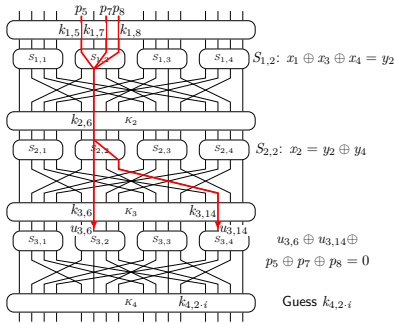 p₅ p₇p₈
k₁,₅ k₁,₇ k₁,₈
S₁,₁ S₁,₂ S₁,₃ S₁,₄ S₁,₂: x₁ ⊕ x₃ ⊕ x₄ = y₂
k₂,₆ K₂
S₂,₁ S₂,₂ S₂,₃ S₂,₄ S₂,₂: x₂ = y₂ ⊕ y₄
k₃,₆ K₃ k₃,₁₄
u₃,₆ u₃,₁₄
S₃,₁ S₃,₂ S₃,₃ S₃,₄ u₃,₆ ⊕ u₃,₁₄⊕
p₅ ⊕ p₇ ⊕ p₈ = 0
K₄ k₄,₂.ᵢ Guess k₄,₂.ᵢ